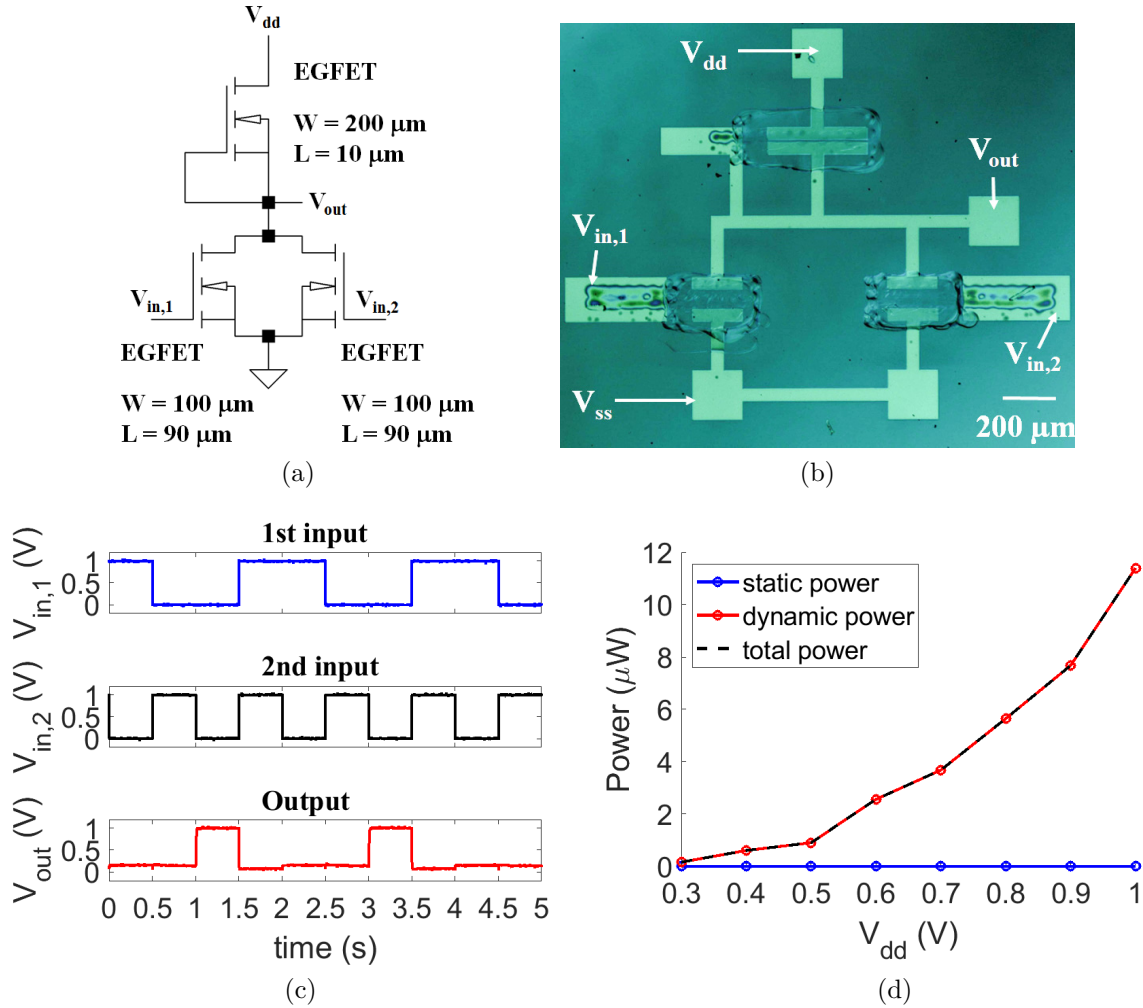 V_dd
EGFET
W = 200 μm
L = 10 μm
V_out
V_in,1
V_in,2
EGFET
EGFET
W = 100 μm
W = 100 μm
L = 90 μm
L = 90 μm
(a)
V_dd
V_out
V_in,1
V_in,2
V_ss
200 μm
(b)
1st input
V_in,1 (V)
1
0.5
0
2nd input
V_in,2 (V)
1
0.5
0
Output
V_out (V)
1
0.5
0
0 0.5 1 1.5 2 2.5 3 3.5 4 4.5 5
time (s)
(c)
Power (μW)
12
10
8
6
4
2
0
static power
dynamic power
total power
0.3 0.4 0.5 0.6 0.7 0.8 0.9 1
V_dd (V)
(d)